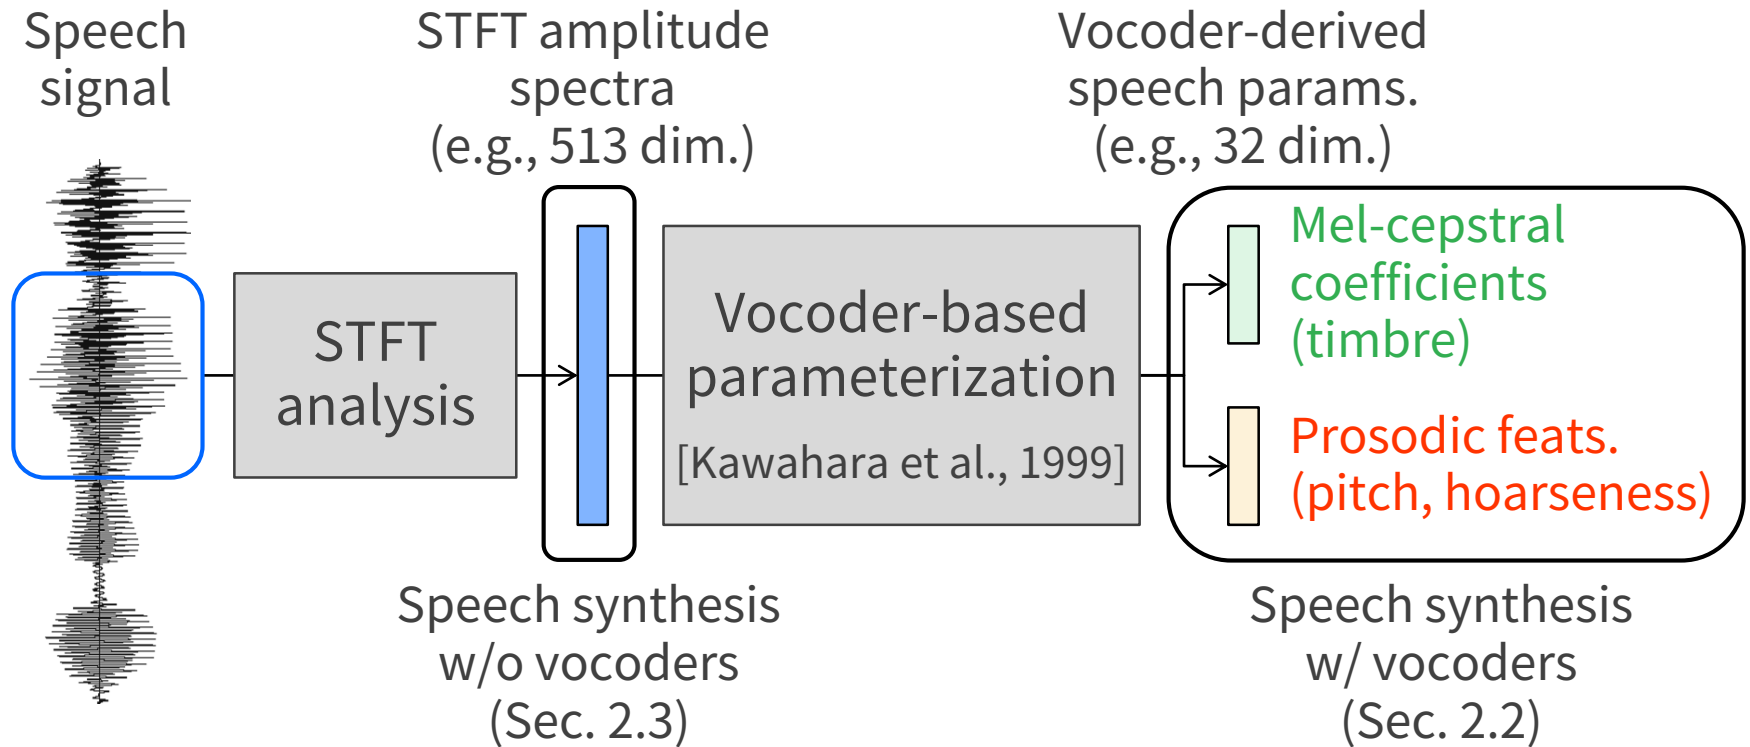 Speech
signal
STFT amplitude
spectra
(e.g., 513 dim.)
Vocoder-derived
speech params.
(e.g., 32 dim.)
STFT
analysis
Vocoder-based
parameterization
[Kawahara et al., 1999]
Mel-cepstral
coefficients
(timbre)
Prosodic feats.
(pitch, hoarseness)
Speech synthesis
w/o vocoders
(Sec. 2.3)
Speech synthesis
w/ vocoders
(Sec. 2.2)